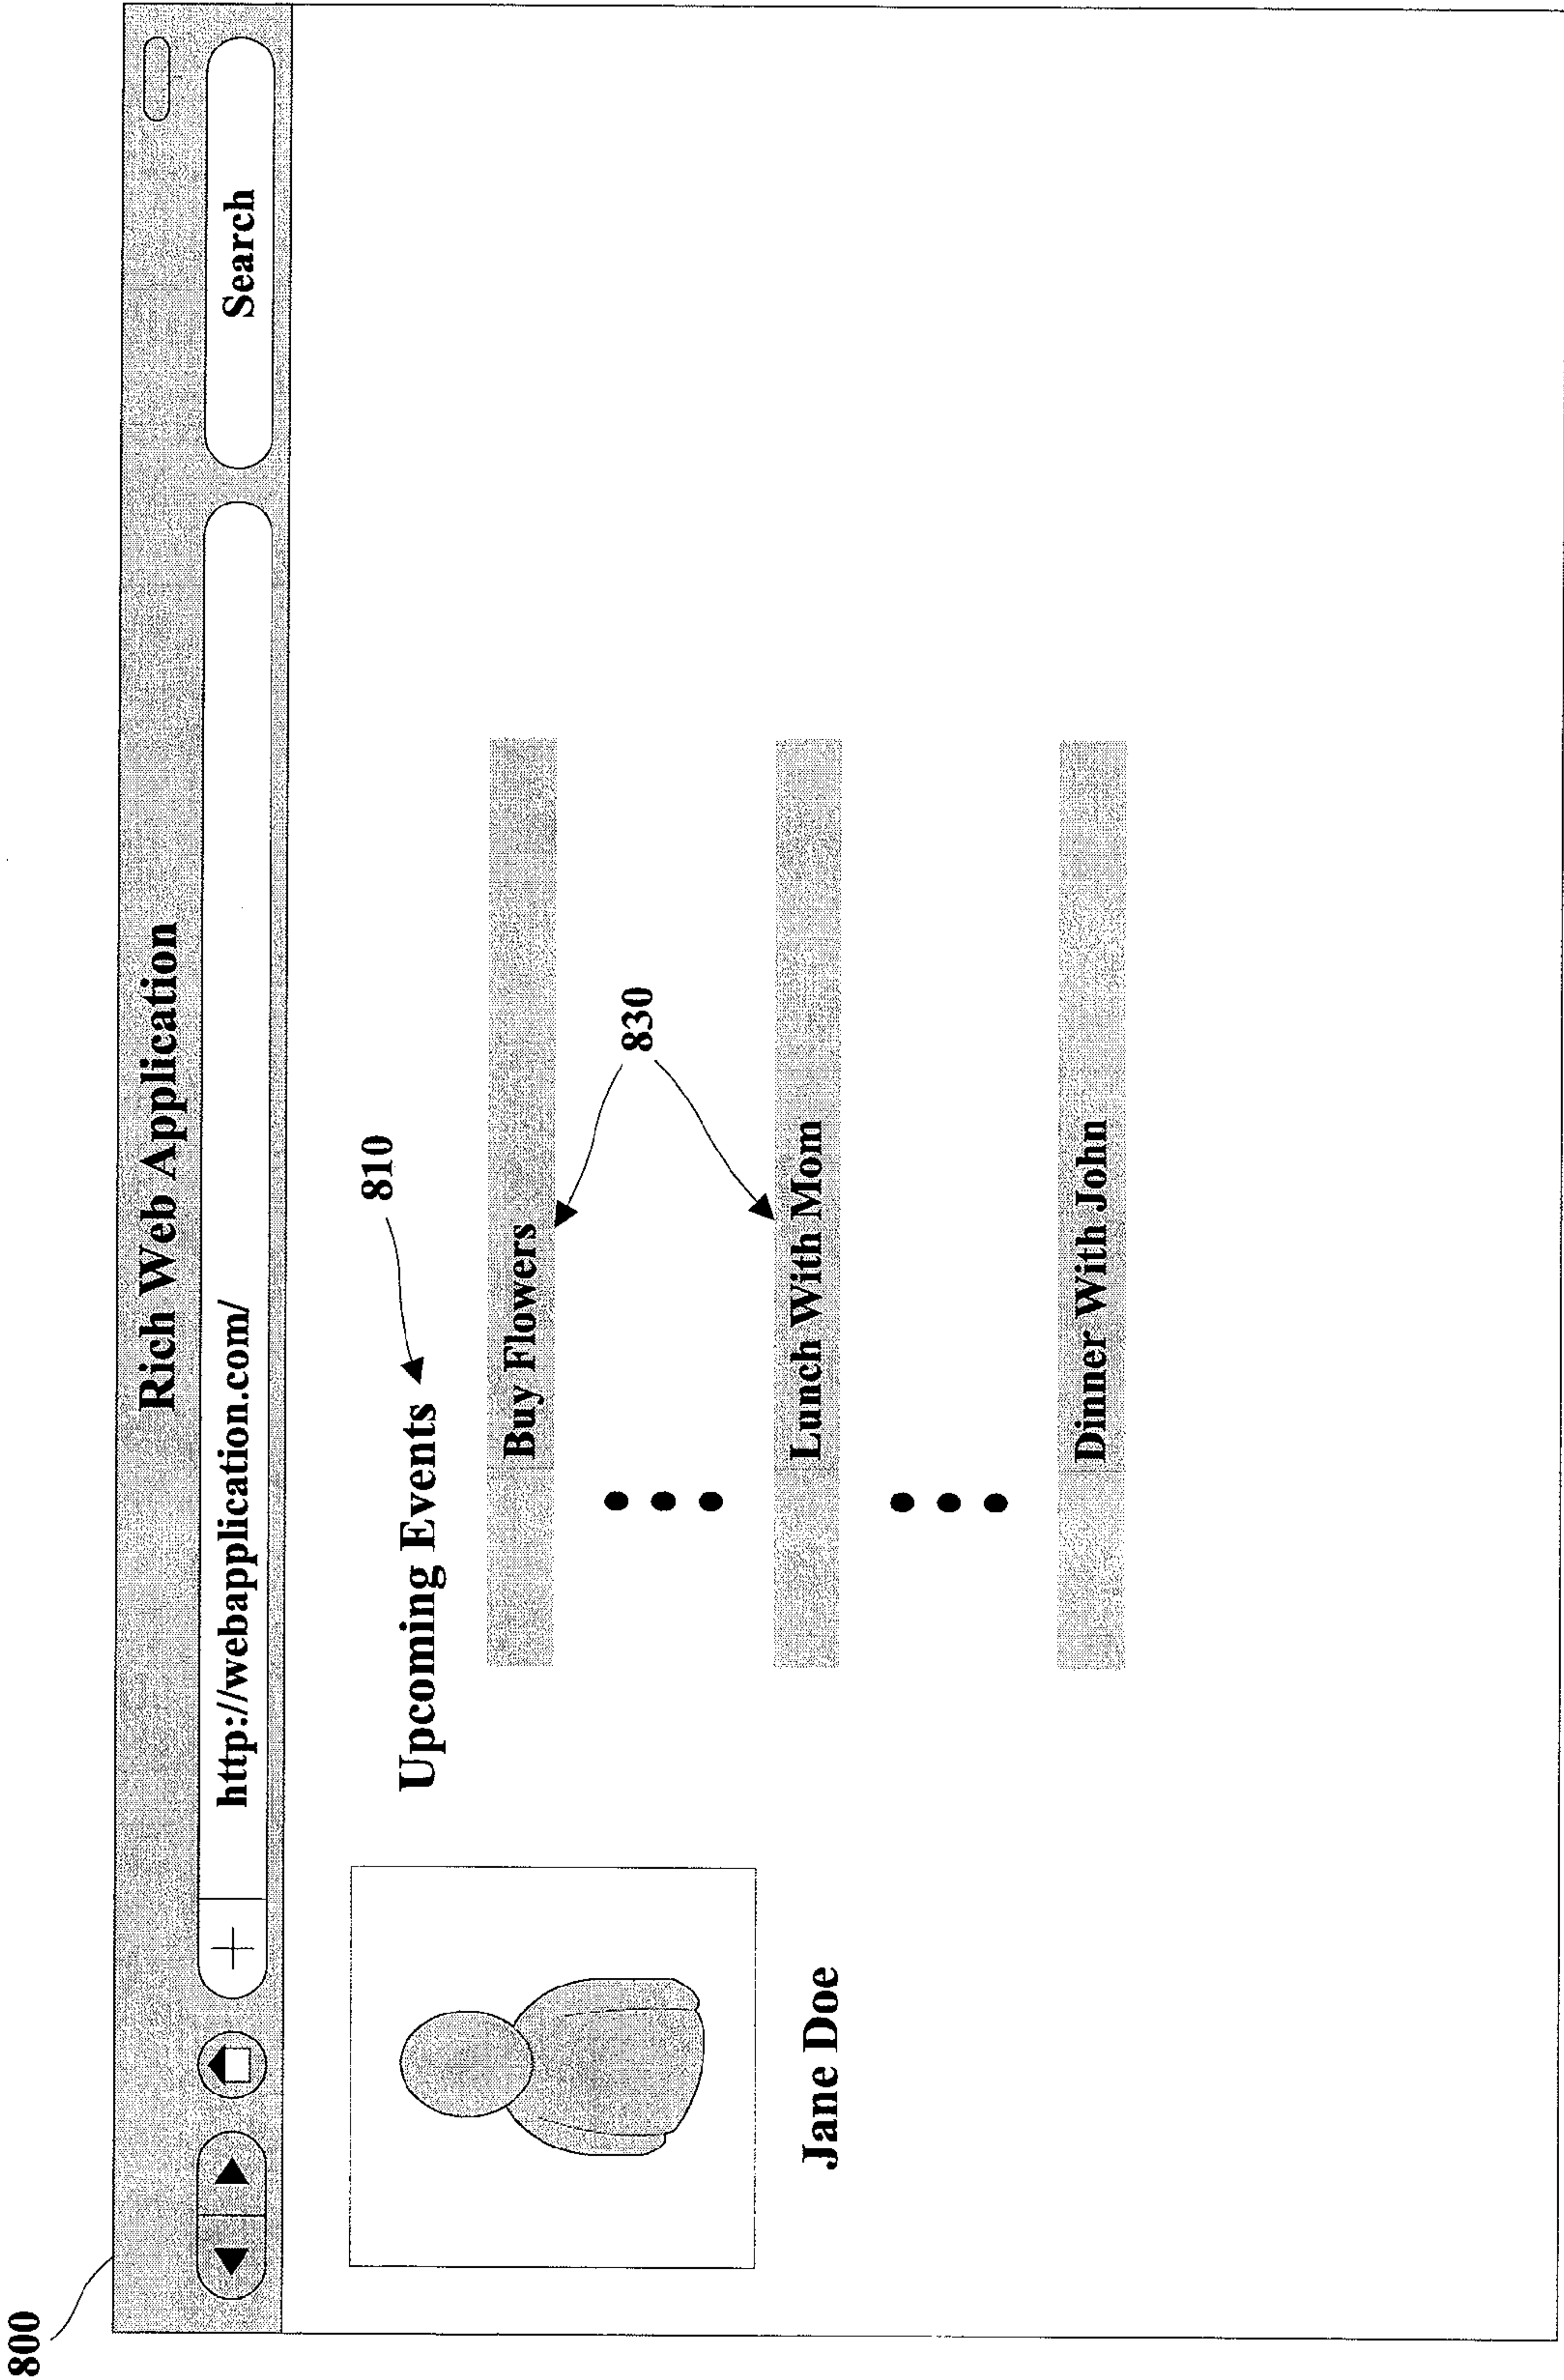 800
Rich Web Application
http://webapplication.com/
Search
Upcoming Events
810
Buy Flowers
830
Lunch With Mom
Dinner With John
Jane Doe